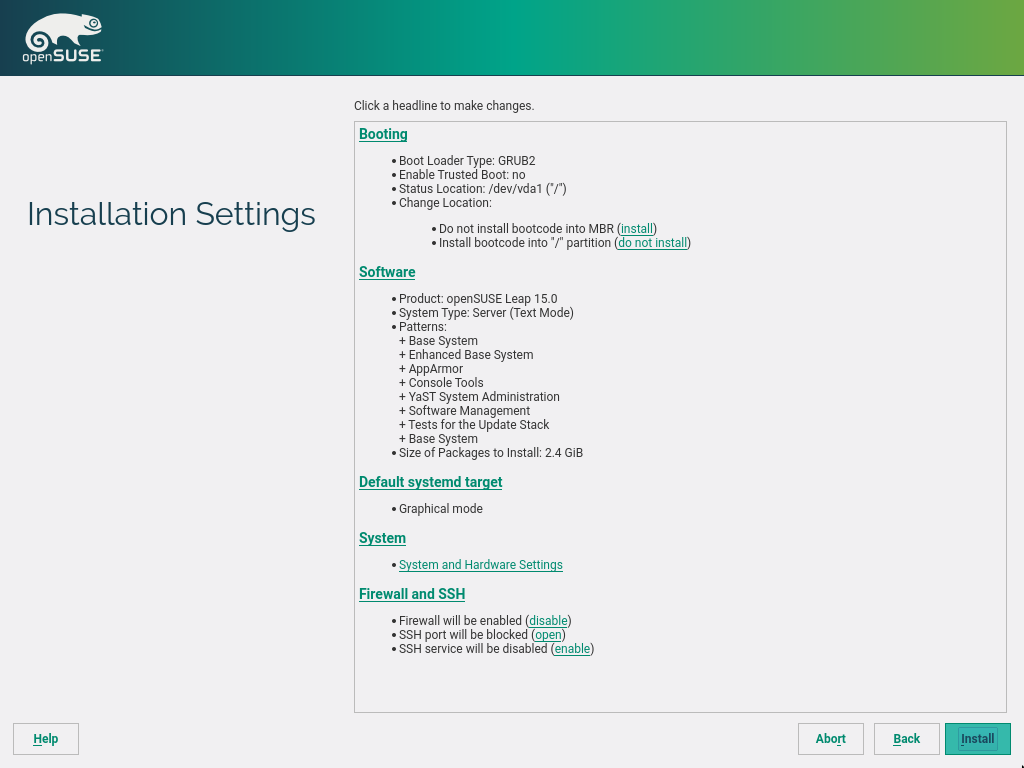 openSUSE
Click a headline to make changes.
Installation Settings
Booting
• Boot Loader Type: GRUB2
• Enable Trusted Boot: no
• Status Location: /dev/vda1 ("/")
• Change Location:
• Do not install bootcode into MBR (install)
• Install bootcode into "/" partition (do not install)
Software
• Product: openSUSE Leap 15.0
• System Type: Server (Text Mode)
• Patterns:
+ Base System
+ Enhanced Base System
+ AppArmor
+ Console Tools
+ YaST System Administration
+ Software Management
+ Tests for the Update Stack
+ Base System
• Size of Packages to Install: 2.4 GiB
Default systemd target
• Graphical mode
System
• System and Hardware Settings
Firewall and SSH
• Firewall will be enabled (disable)
• SSH port will be blocked (open)
• SSH service will be disabled (enable)
Help Abort Back Install